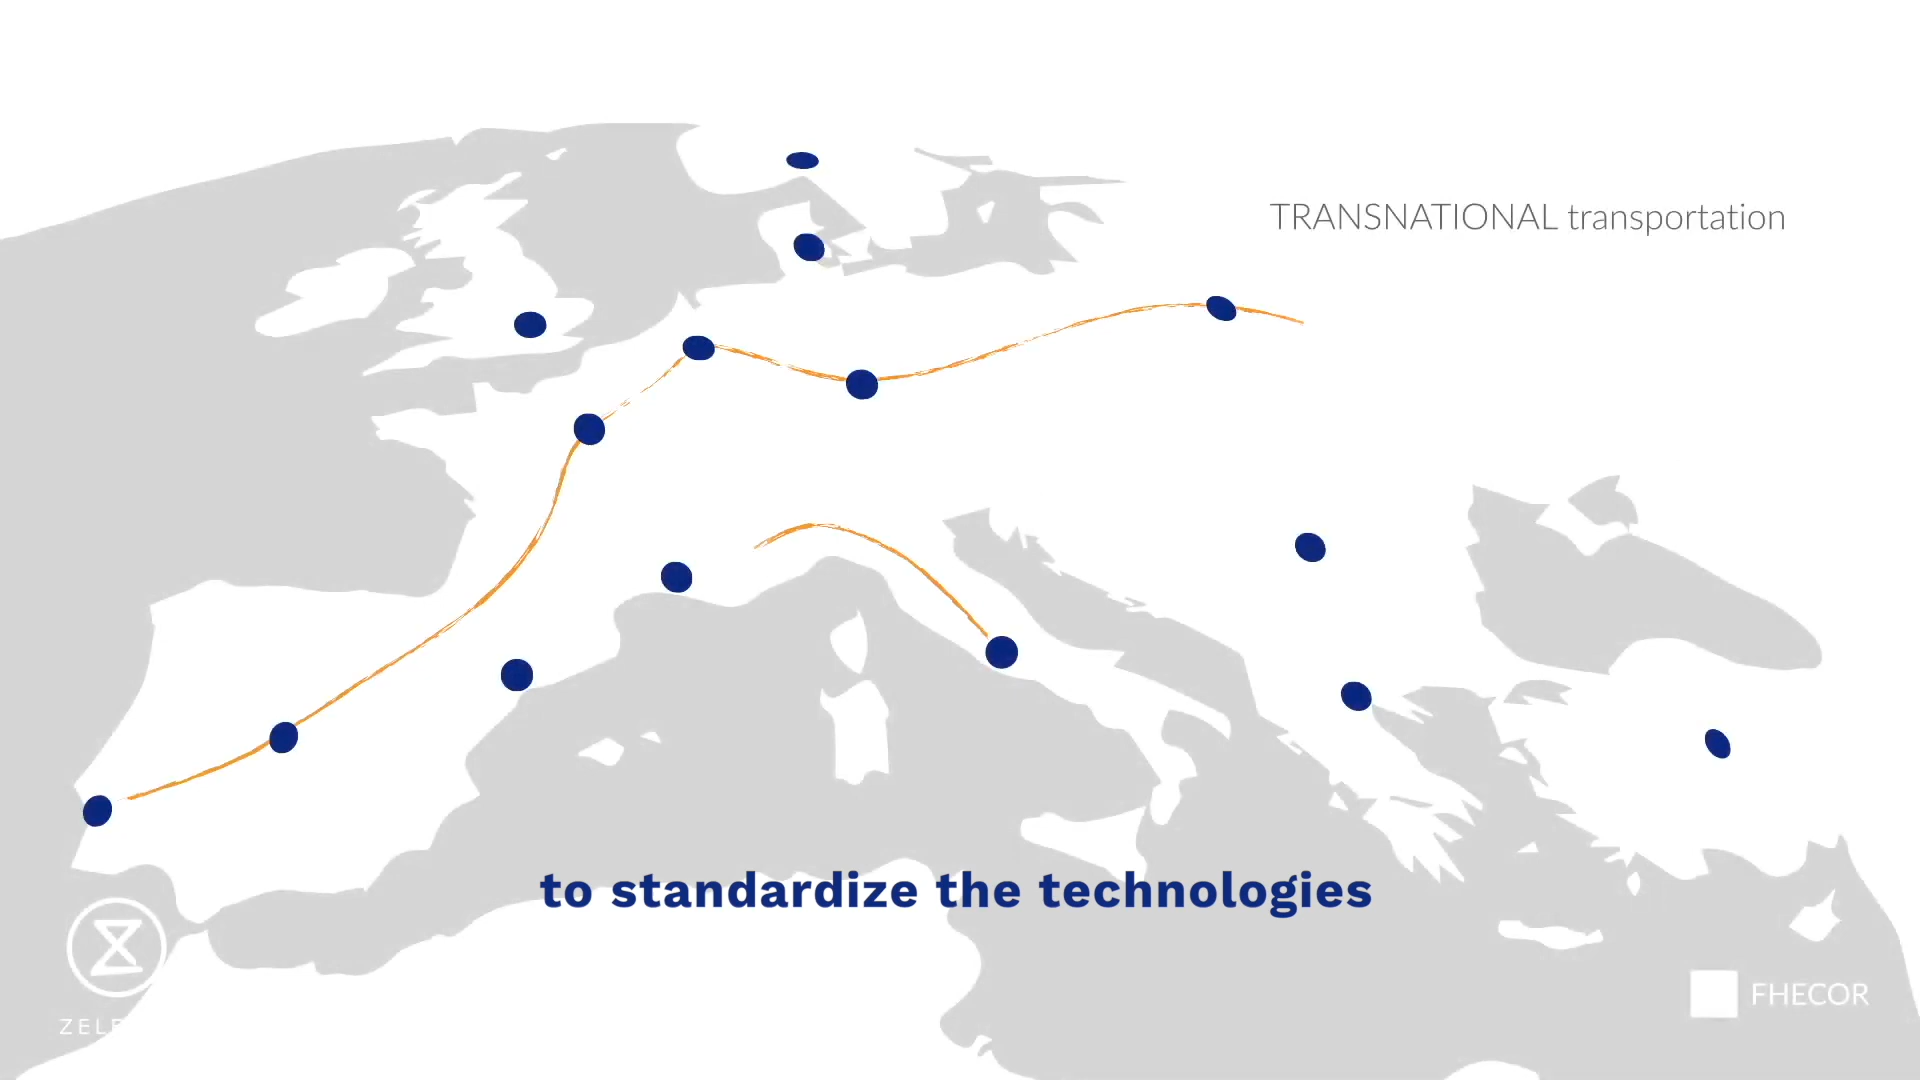 TRANSNATIONAL transportation
to standardize the technologies
FHECOR